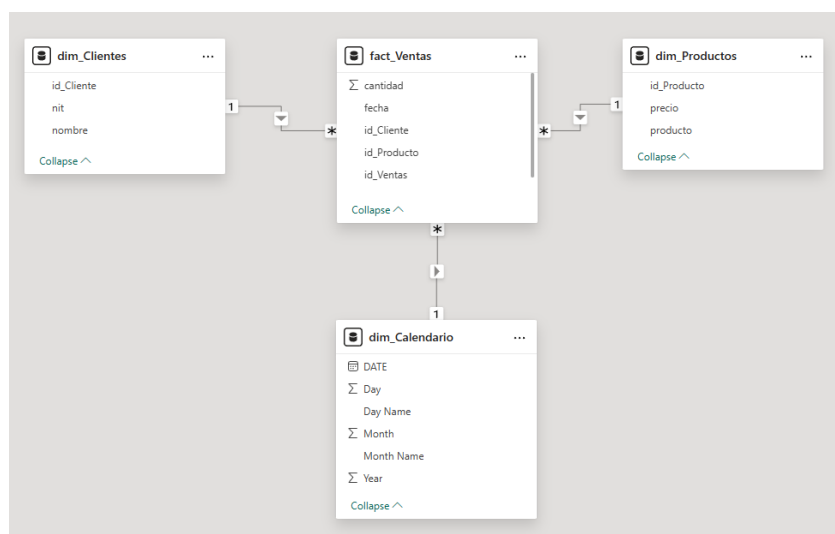 dim_Clientes ...
id_Cliente
nit
nombre
Collapse
fact_Ventas ...
Σ cantidad
fecha
id_Cliente
id_Producto
id_Ventas
Collapse
dim_Productos ...
id_Producto
precio
producto
Collapse
1
*
*
1
*
1
dim_Calendario ...
DATE
Σ Day
Day Name
Σ Month
Month Name
Σ Year
Collapse